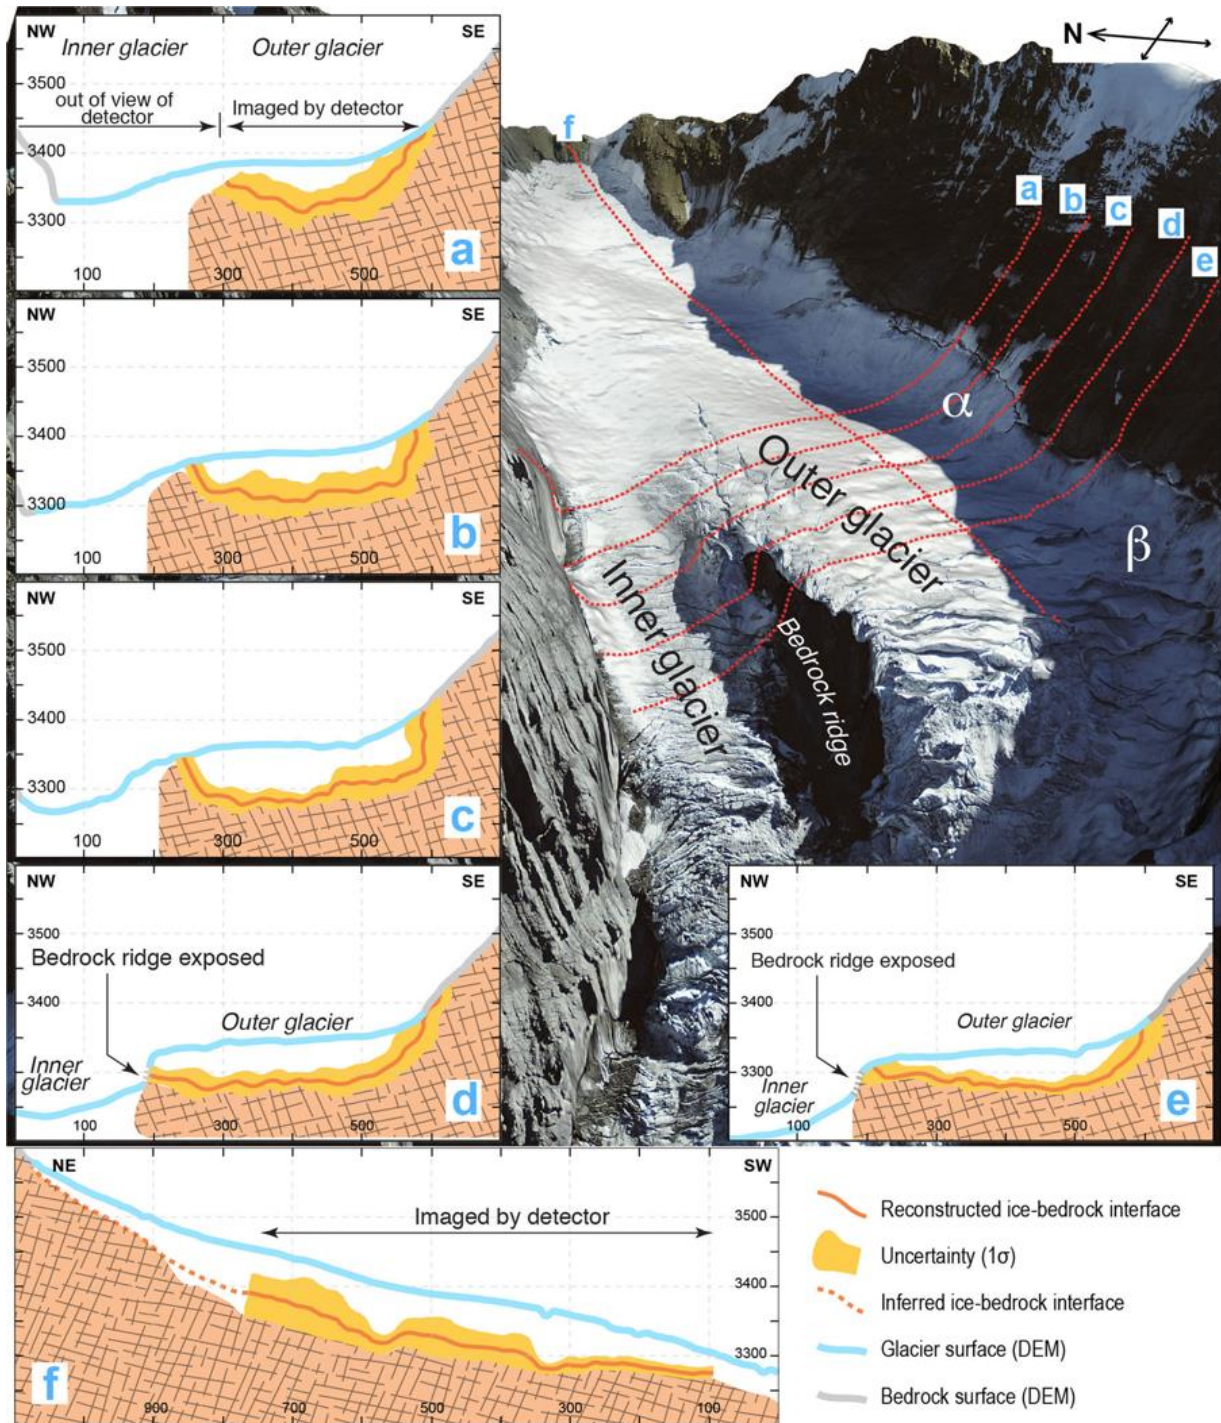 NW
SE
Inner glacier
Outer glacier
out of view of
detector
Imaged by detector
3500
3400
3300
100
300
500
a
NW
SE
3500
3400
3300
100
300
500
b
NW
SE
3500
3400
3300
100
300
500
c
NW
SE
3500
Bedrock ridge exposed
3400
Outer glacier
Inner
glacier
3300
100
300
500
d
N
f
a
b
c
d
e
α
β
Outer glacier
Inner glacier
Bedrock ridge
NW
SE
3500
Bedrock ridge exposed
3400
Outer glacier
3300
Inner
glacier
100
300
500
e
NE
SW
Imaged by detector
3500
3400
3300
900
700
500
300
100
f
Reconstructed ice-bedrock interface
Uncertainty (1σ)
Inferred ice-bedrock interface
Glacier surface (DEM)
Bedrock surface (DEM)